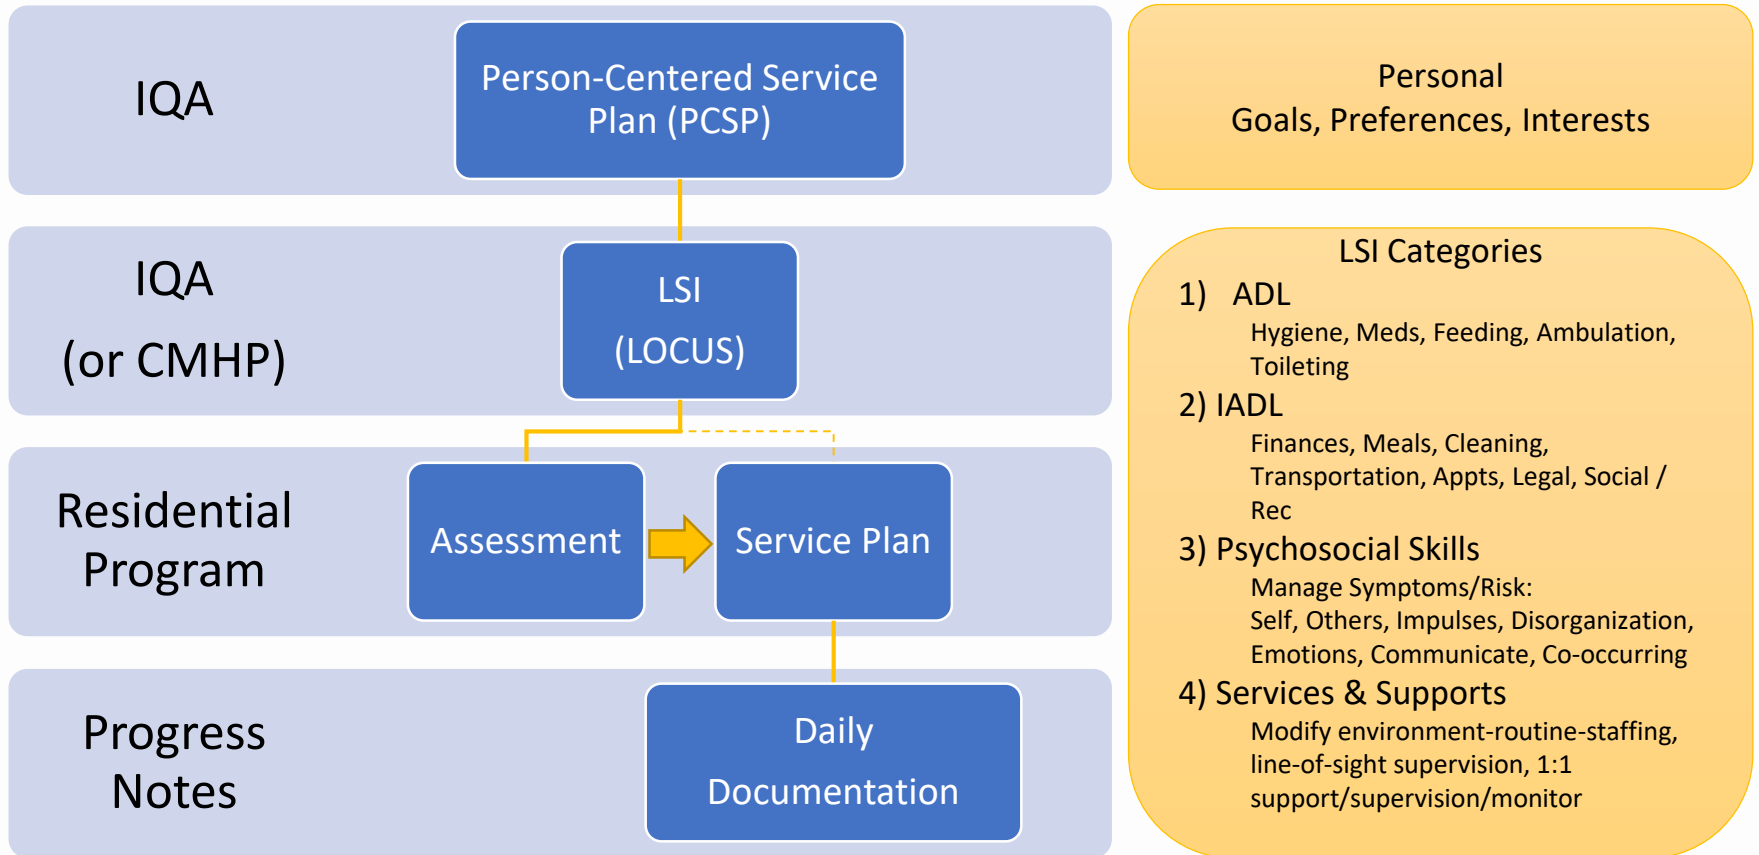 IQA
Person-Centered Service
Plan (PCSP)
Personal
Goals, Preferences, Interests
IQA
(or CMHP)
LSI
(LOCUS)
Residential
Program
Assessment
Service Plan
Progress
Notes
Daily
Documentation
LSI Categories
1) ADL
Hygiene, Meds, Feeding, Ambulation,
Toileting
2) IADL
Finances, Meals, Cleaning,
Transportation, Appts, Legal, Social /
Rec
3) Psychosocial Skills
Manage Symptoms/Risk:
Self, Others, Impulses, Disorganization,
Emotions, Communicate, Co-occurring
4) Services & Supports
Modify environment-routine-staffing,
line-of-sight supervision, 1:1
support/supervision/monitor